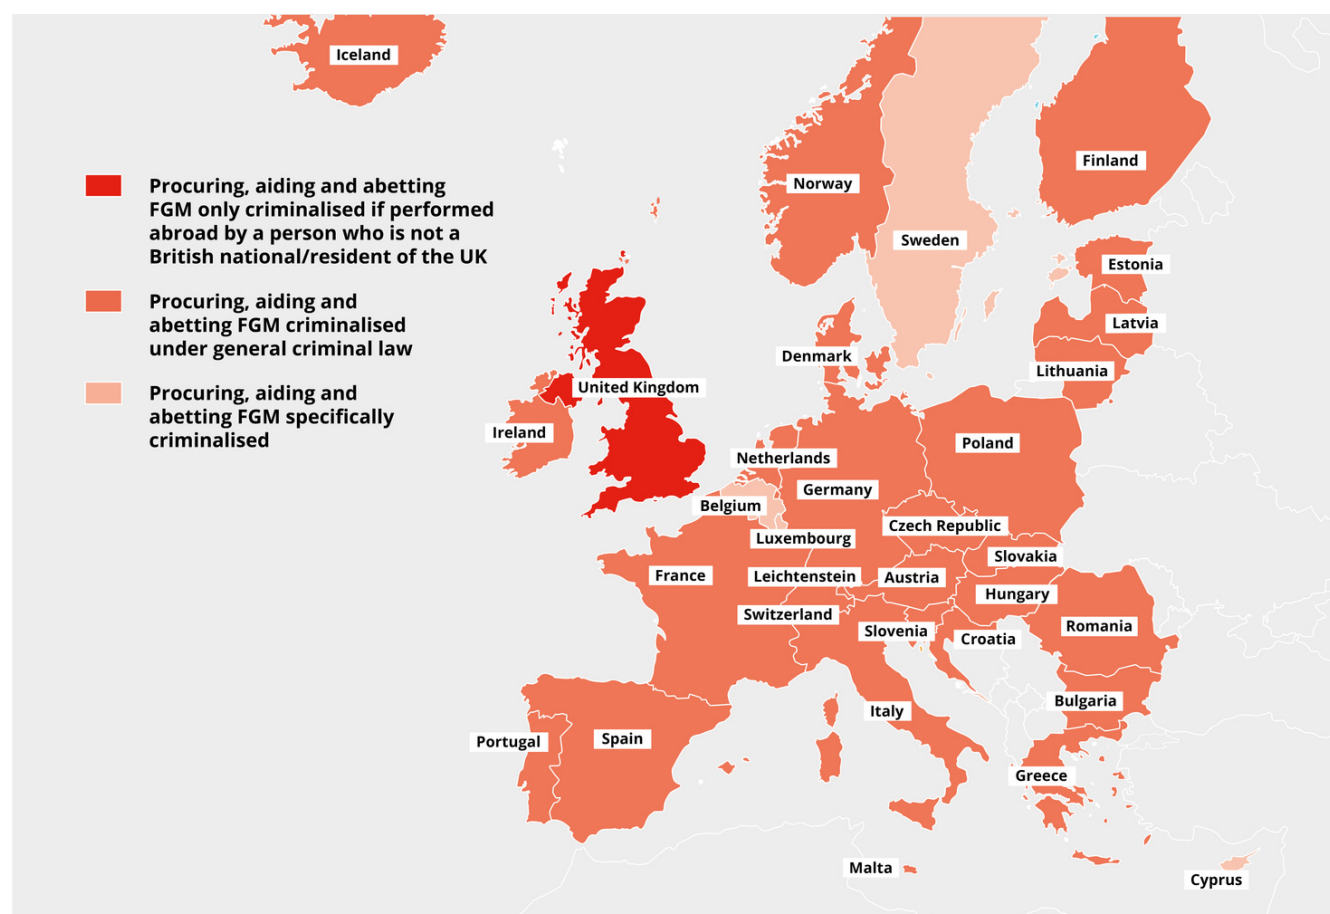 Iceland
Procuring, aiding and abetting
FGM only criminalised if performed
abroad by a person who is not a
British national/resident of the UK
Procuring, aiding and
abetting FGM criminalised
under general criminal law
Procuring, aiding and
abetting FGM specifically
criminalised
Finland
Norway
Sweden
Estonia
Latvia
Denmark
Lithuania
United Kingdom
Ireland
Poland
Netherlands
Germany
Belgium
Czech Republic
Luxembourg
Slovakia
France
Leichtenstein
Austria
Hungary
Switzerland
Romania
Slovenia
Croatia
Bulgaria
Italy
Portugal
Spain
Greece
Malta
Cyprus